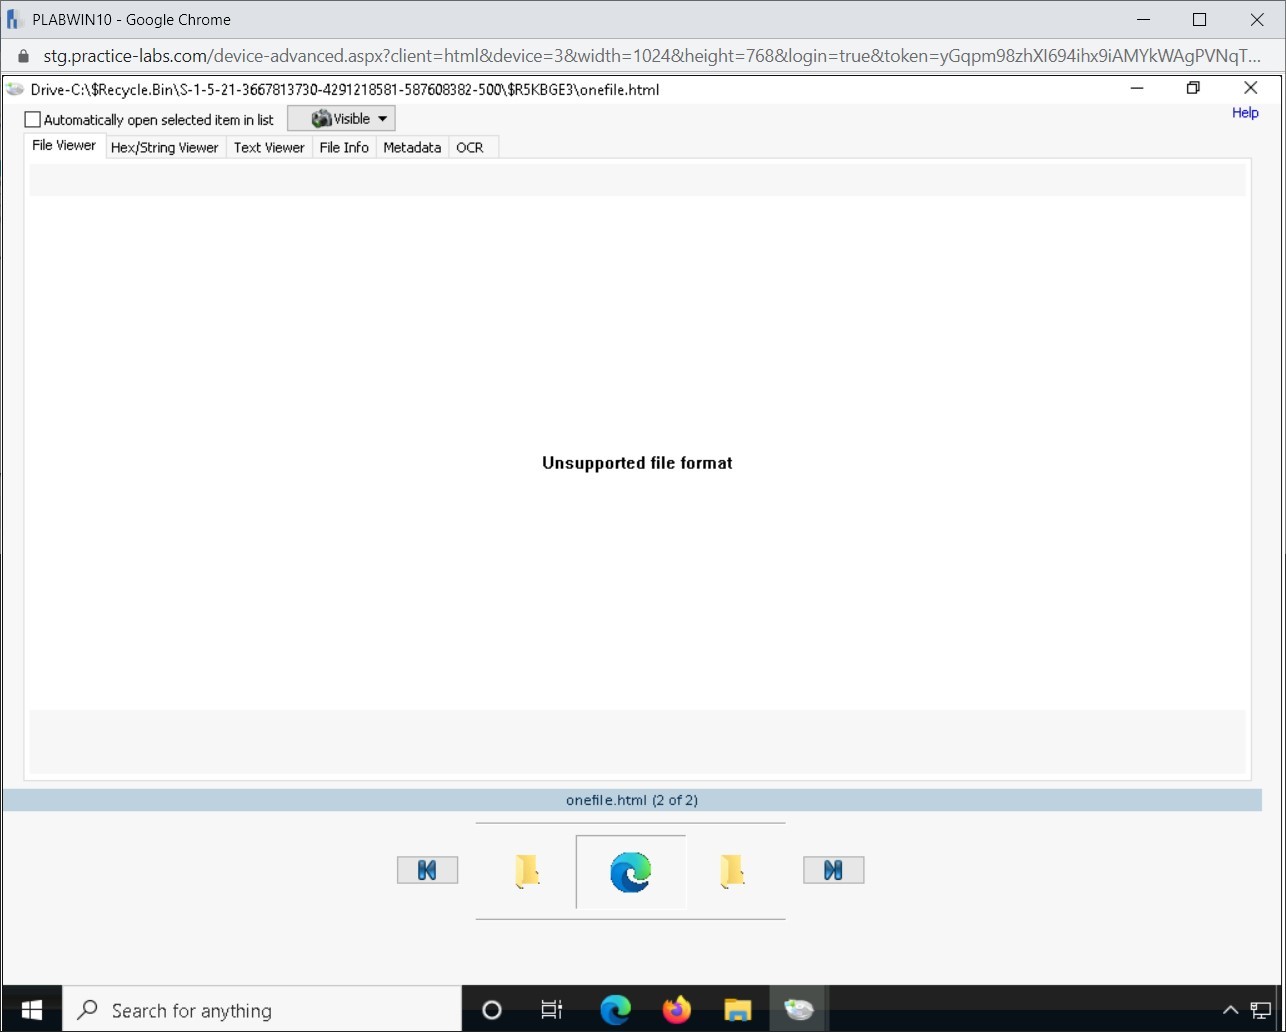 PLABWIN10 - Google Chrome
stg.practice-labs.com/device-advanced.aspx?client=html&device=3&width=1024&height=768&login=true&token=yGqpm98zhXI694ihx9iAMYkWAgPVNqT...
Drive-C:\$Recycle.Bin\S-1-5-21-3667813730-4291218581-587608382-500\$R5KBGE3\onefile.html
Automatically open selected item in list
Visible
Help
File Viewer
Hex/String Viewer
Text Viewer
File Info
Metadata
OCR
Unsupported file format
onefile.html (2 of 2)
Search for anything